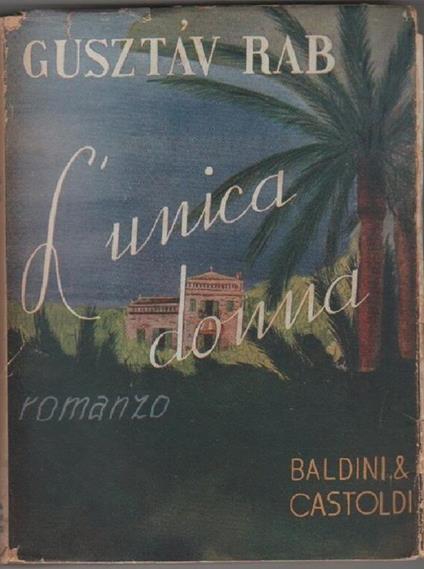 GUSZTÁV RAB
L'unica
donna
romanzo
BALDINI &
CASTOLDI